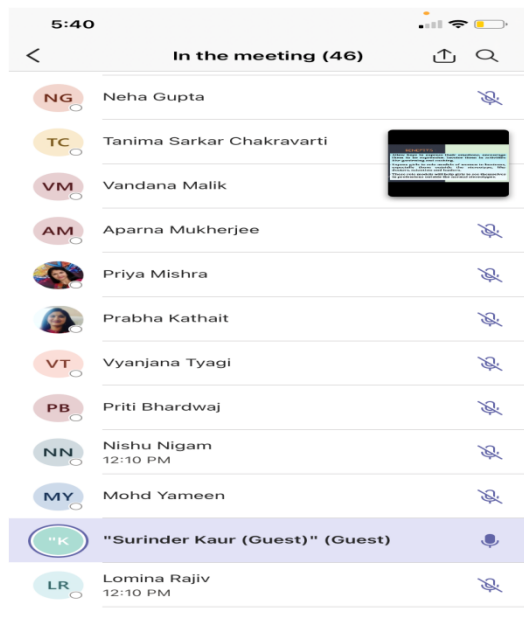 5:40
In the meeting (46)
NG Neha Gupta
TC Tanima Sarkar Chakravarti
VM Vandana Malik
AM Aparna Mukherjee
Priya Mishra
Prabha Kathait
VT Vyanjana Tyagi
PB Priti Bhardwaj
NN Nishu Nigam
12:10 PM
MY Mohd Yameen
"K "Surinder Kaur (Guest)" (Guest)
LR Lomina Rajiv
12:10 PM